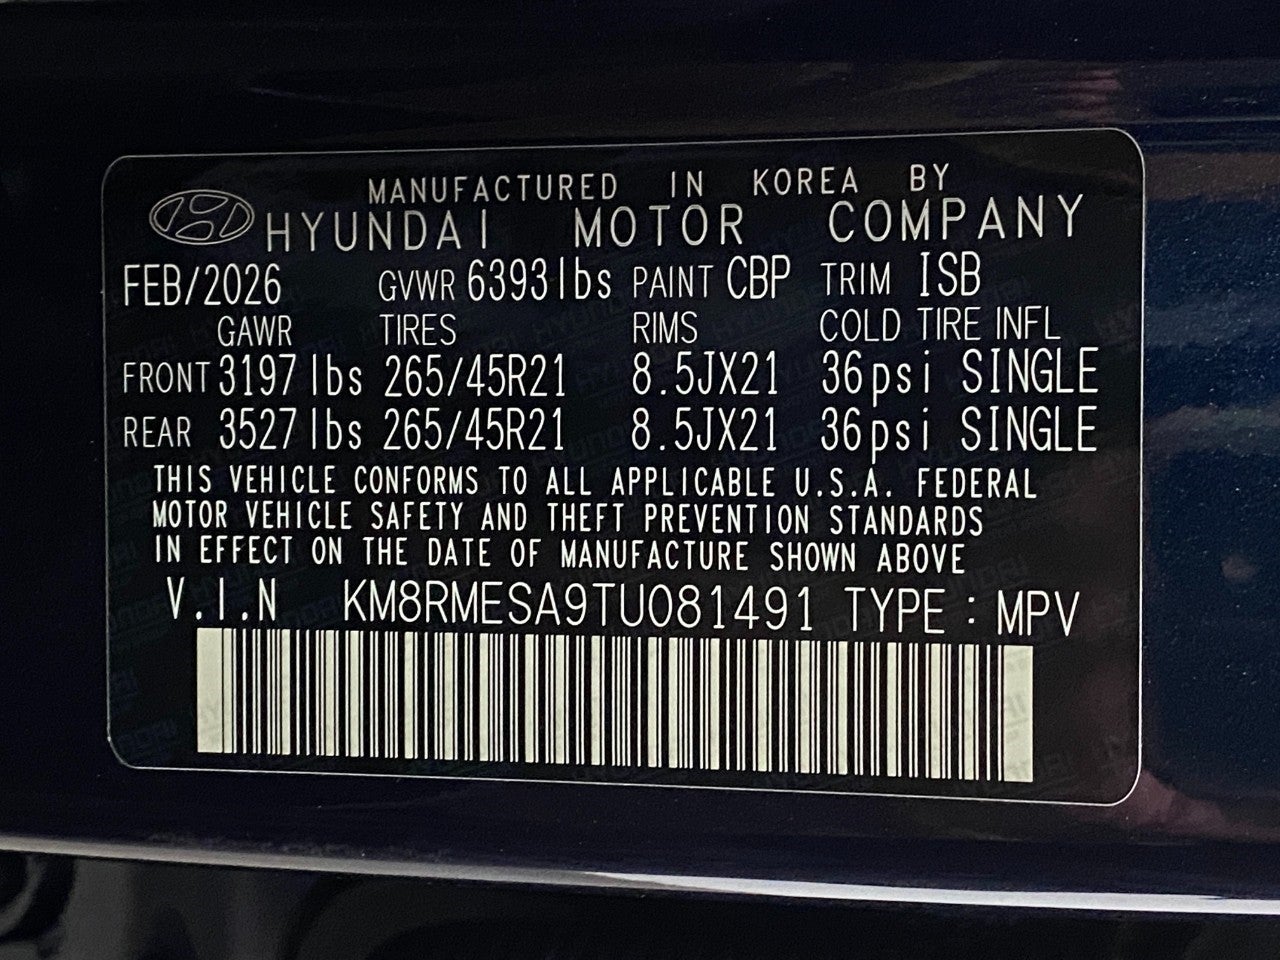 MANUFACTURED IN KOREA BY
HYUNDAI MOTOR COMPANY
FEB/2026 GVWR 6393lbs PAINT CBP TRIM ISB
GAWR TIRES RIMS COLD TIRE INFL
FRONT 3197lbs 265/45R21 8.5JX21 36psi SINGLE
REAR 3527lbs 265/45R21 8.5JX21 36psi SINGLE
THIS VEHICLE CONFORMS TO ALL APPLICABLE U.S.A. FEDERAL
MOTOR VEHICLE SAFETY AND THEFT PREVENTION STANDARDS
IN EFFECT ON THE DATE OF MANUFACTURE SHOWN ABOVE
V.I.N KM8RMESA9TU081491 TYPE : MPV